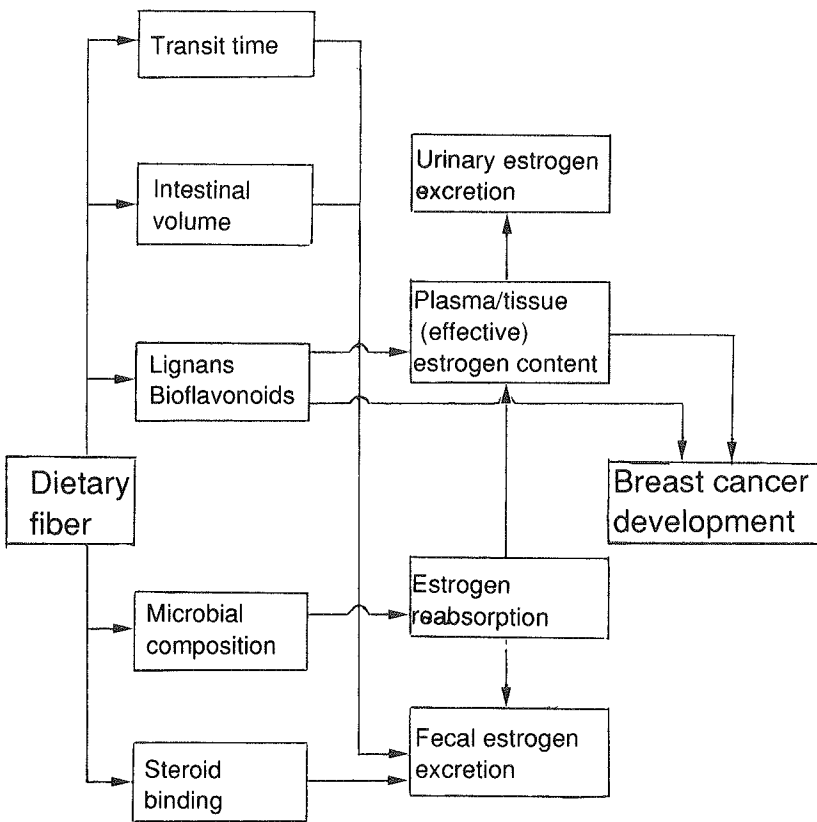 Transit time
Intestinal
volume
Lignans
Bioflavonoids
Dietary
fiber
Microbial
composition
Steroid
binding
Urinary estrogen
excretion
Plasma/tissue
(effective)
estrogen content
Estrogen
reabsorption
Fecal estrogen
excretion
Breast cancer
development